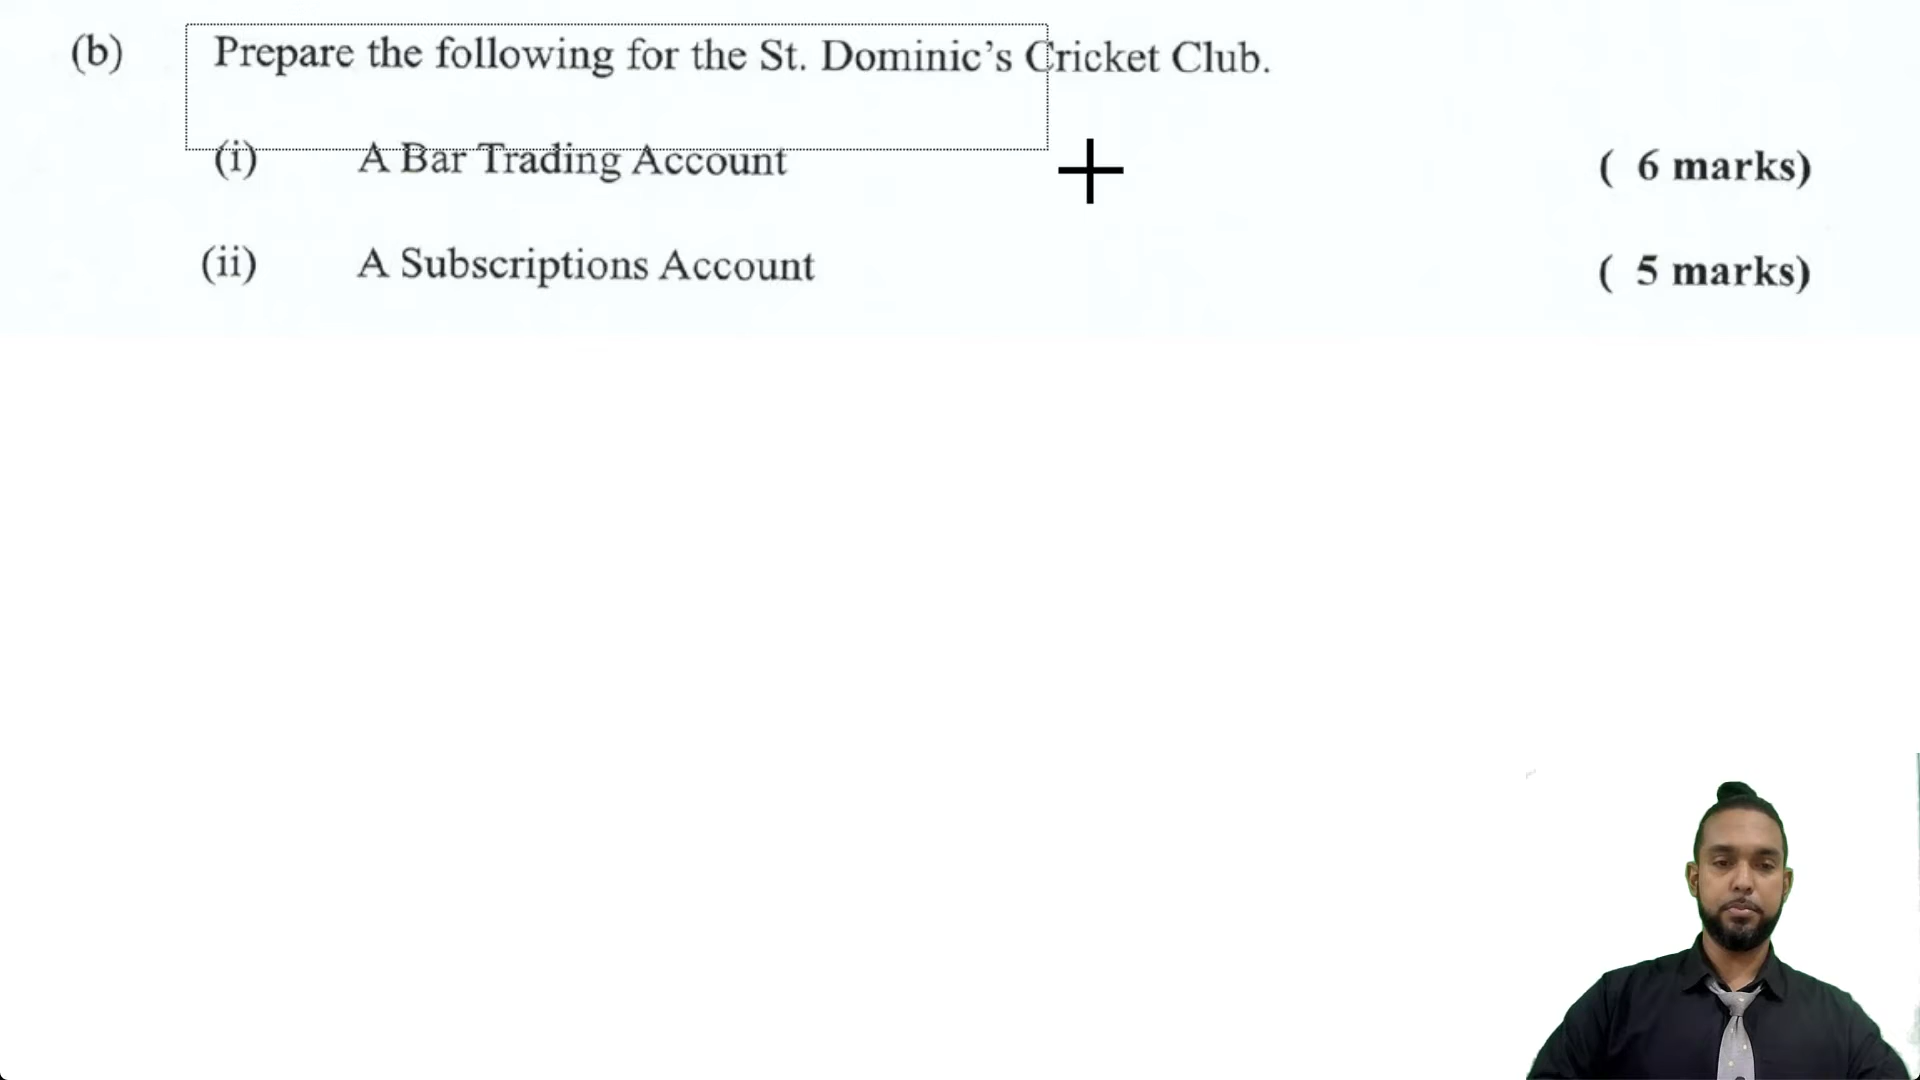 (b) Prepare the following for the St. Dominic’s Cricket Club.
(i) A Bar Trading Account ( 6 marks)
(ii) A Subscriptions Account ( 5 marks)